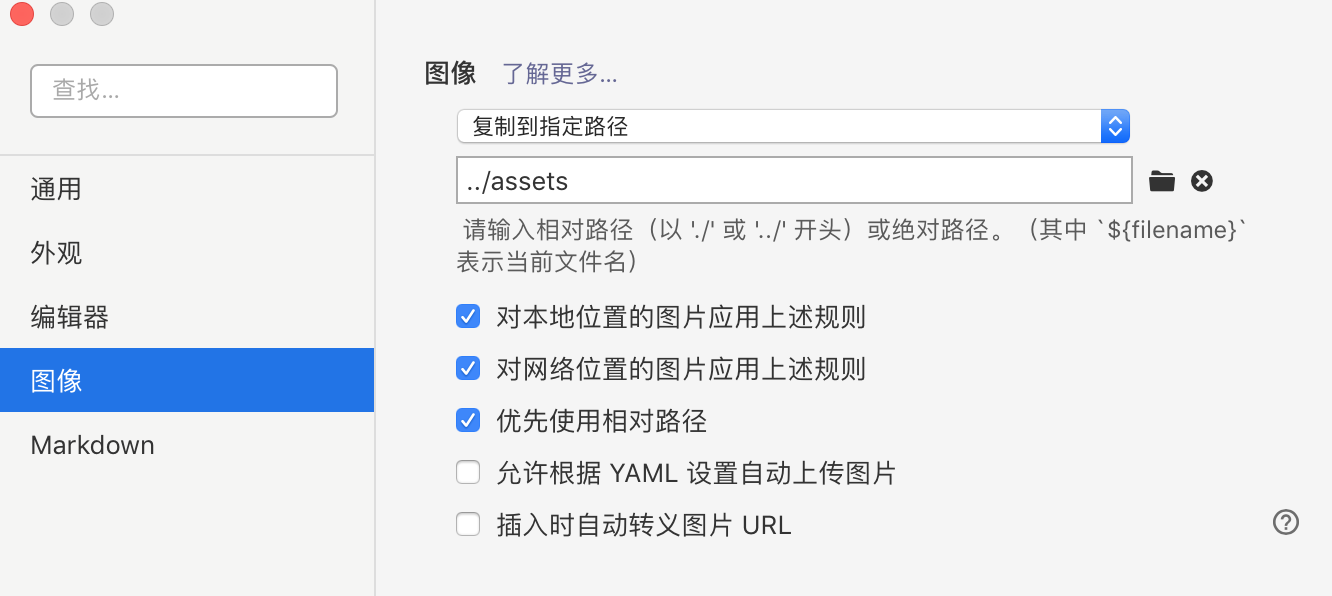 查找...
通用
外观
编辑器
图像
Markdown
图像 了解更多...
复制到指定路径
../assets
请输入相对路径（以 './' 或 '../' 开头）或绝对路径。（其中 `${filename}`
表示当前文件名）
对本地位置的图片应用上述规则
对网络位置的图片应用上述规则
优先使用相对路径
允许根据 YAML 设置自动上传图片
插入时自动转义图片 URL